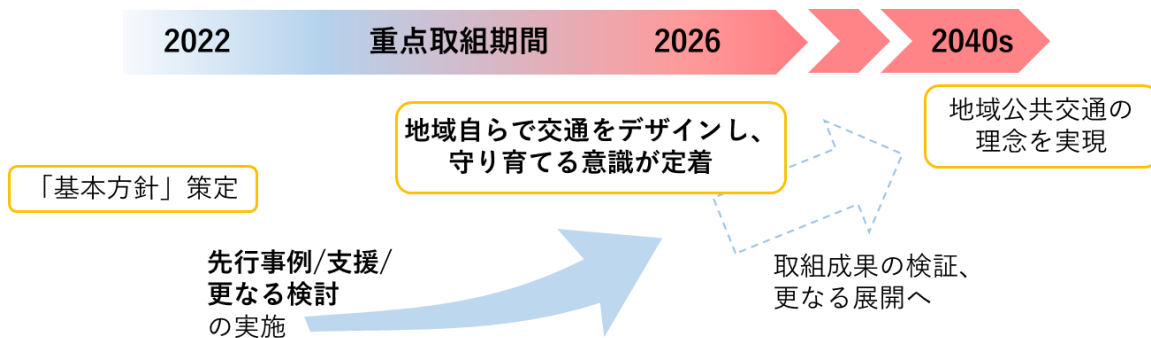 2022 重点取組期間 2026 2040s
地域公共交通の
理念を実現
地域自らで交通をデザインし、
守り育てる意識が定着
「基本方針」策定
先行事例/支援/
更なる検討
の実施
取組成果の検証、
更なる展開へ